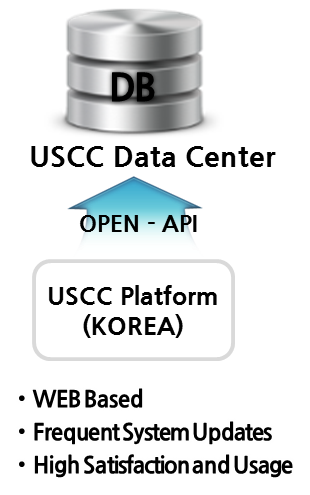 DB
USCC Data Center
OPEN - API
USCC Platform
(KOREA)
• WEB Based
• Frequent System Updates
• High Satisfaction and Usage